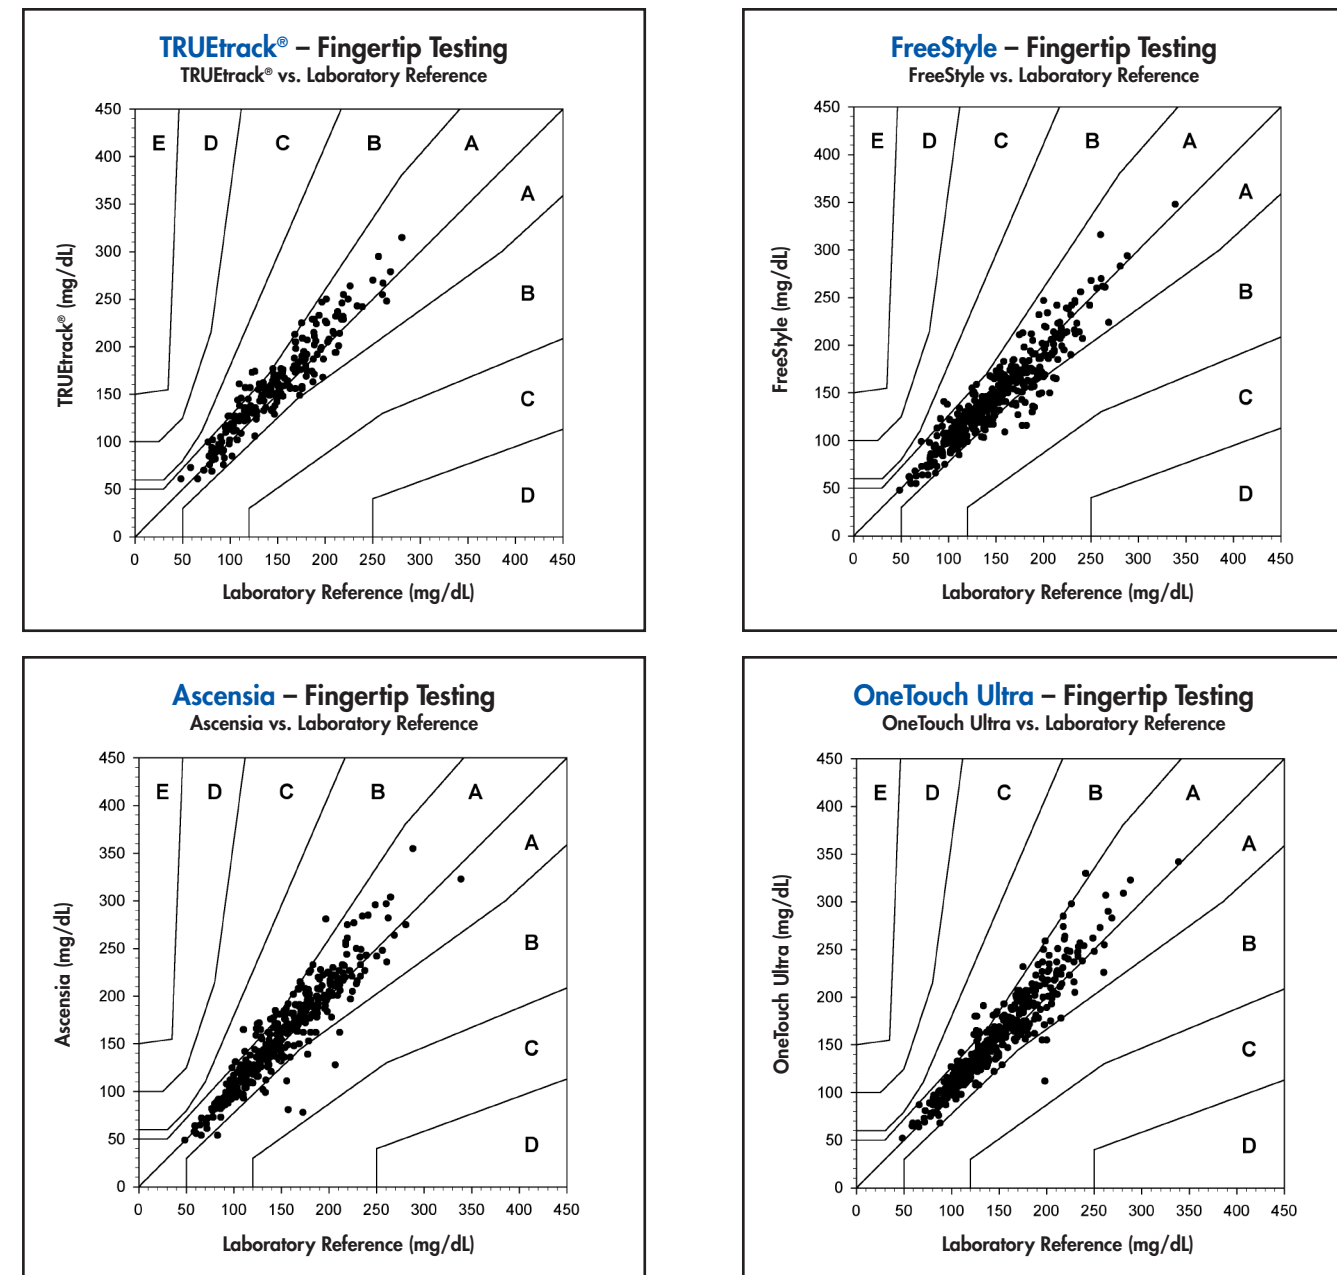 TRUEtrack® – Fingertip Testing
TRUEtrack® vs. Laboratory Reference
450
400
350
300
250
200
150
100
50
0
TRUEtrack® (mg/dL)
E D C B A
A
B
C
D
0 50 100 150 200 250 300 350 400 450
Laboratory Reference (mg/dL)
FreeStyle – Fingertip Testing
FreeStyle vs. Laboratory Reference
450
400
350
300
250
200
150
100
50
0
FreeStyle (mg/dL)
E D C B A
A
B
C
D
0 50 100 150 200 250 300 350 400 450
Laboratory Reference (mg/dL)
Ascensia – Fingertip Testing
Ascensia vs. Laboratory Reference
450
400
350
300
250
200
150
100
50
0
Ascensia (mg/dL)
E D C B A
A
B
C
D
0 50 100 150 200 250 300 350 400 450
Laboratory Reference (mg/dL)
OneTouch Ultra – Fingertip Testing
OneTouch Ultra vs. Laboratory Reference
450
400
350
300
250
200
150
100
50
0
OneTouch Ultra (mg/dL)
E D C B A
A
B
C
D
0 50 100 150 200 250 300 350 400 450
Laboratory Reference (mg/dL)